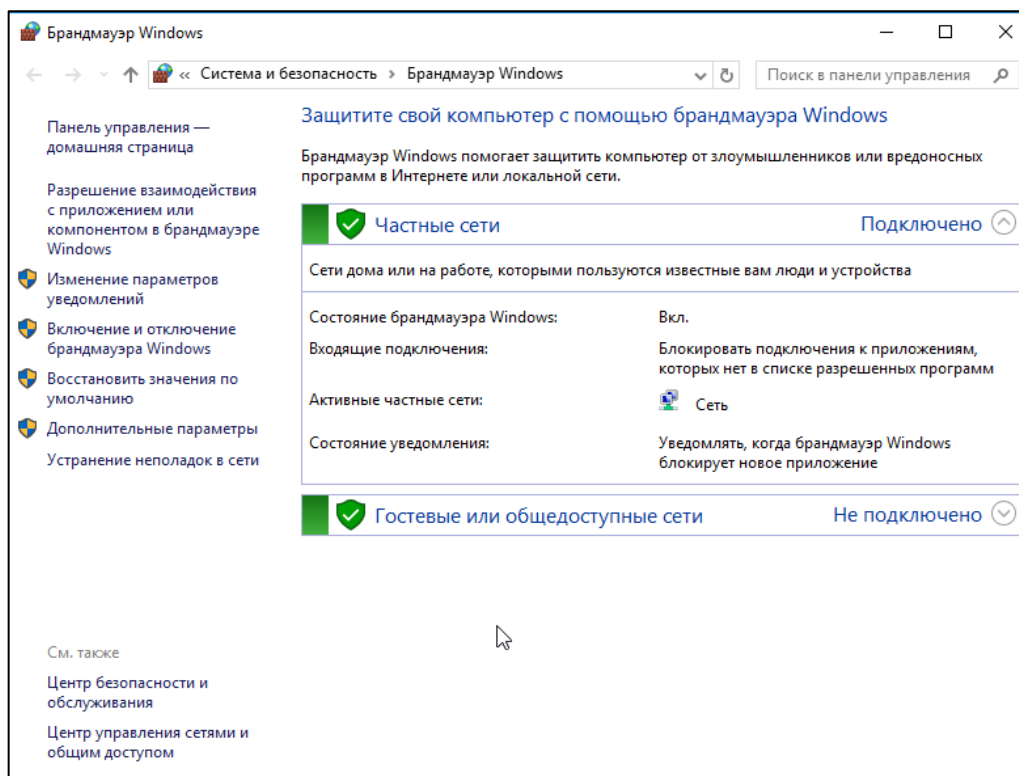 Брандмауэр Windows
« Система и безопасность › Брандмауэр Windows
Поиск в панели управления
Панель управления —
домашняя страница
Разрешение взаимодействия
с приложением или
компонентом в брандмауэре
Windows
Изменение параметров
уведомлений
Включение и отключение
брандмауэра Windows
Восстановить значения по
умолчанию
Дополнительные параметры
Устранение неполадок в сети
См. также
Центр безопасности и
обслуживания
Центр управления сетями и
общим доступом
Защитите свой компьютер с помощью брандмауэра Windows
Брандмауэр Windows помогает защитить компьютер от злоумышленников или вредоносных
программ в Интернете или локальной сети.
Частные сети Подключено
Сети дома или на работе, которыми пользуются известные вам люди и устройства
Состояние брандмауэра Windows: Вкл.
Входящие подключения: Блокировать подключения к приложениям,
которых нет в списке разрешенных программ
Активные частные сети: Сеть
Состояние уведомления: Уведомлять, когда брандмауэр Windows
блокирует новое приложение
Гостевые или общедоступные сети Не подключено